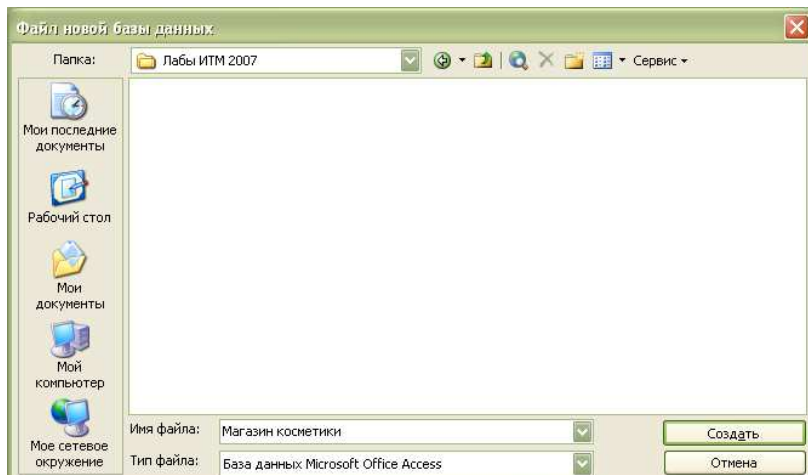 Файл новой базы данных
Папка: Лабы ИТМ 2007 Сервис
Мои последние
документы
Рабочий стол
Мои
документы
Мой
компьютер
Мое сетевое
окружение
Имя файла: Магазин косметики Создать
Тип файла: База данных Microsoft Office Access Отмена